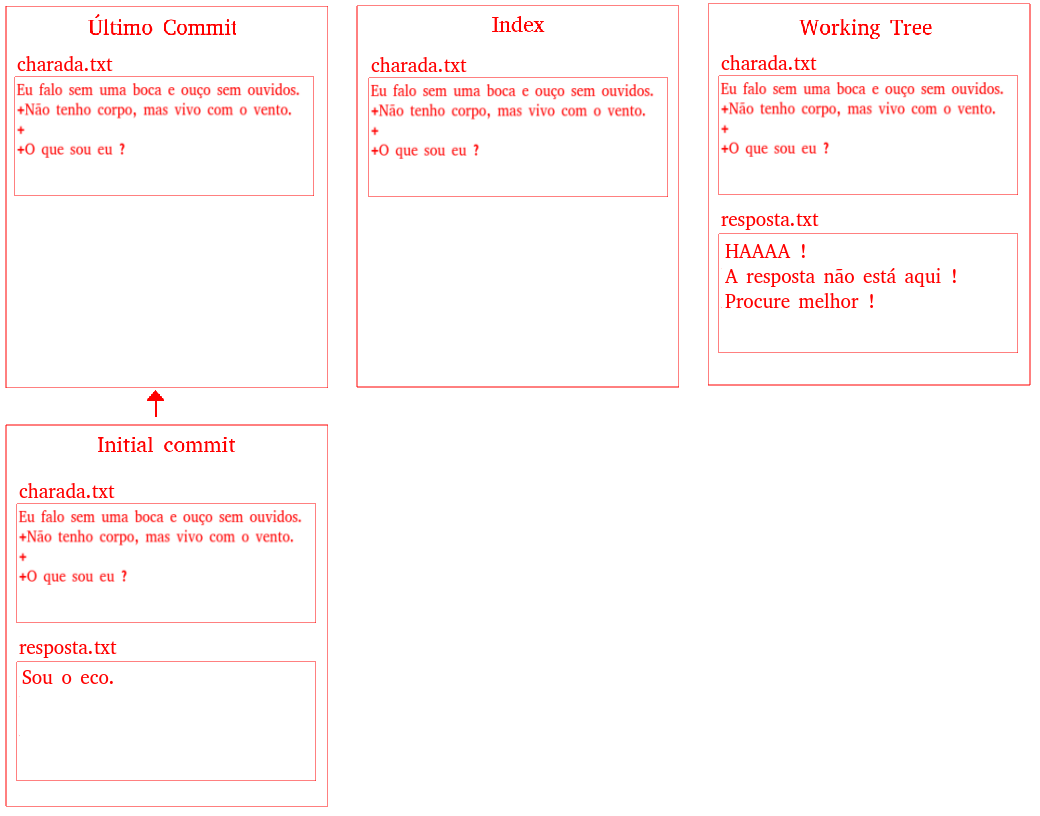 Último Commit
charada.txt
Eu falo sem uma boca e ouço sem ouvidos.
+Não tenho corpo, mas vivo com o vento.
+
+O que sou eu ?
Index
charada.txt
Eu falo sem uma boca e ouço sem ouvidos.
+Não tenho corpo, mas vivo com o vento.
+
+O que sou eu ?
Working Tree
charada.txt
Eu falo sem uma boca e ouço sem ouvidos.
+Não tenho corpo, mas vivo com o vento.
+
+O que sou eu ?
resposta.txt
HAAAA !
A resposta não está aqui !
Procure melhor !
Initial commit
charada.txt
Eu falo sem uma boca e ouço sem ouvidos.
+Não tenho corpo, mas vivo com o vento.
+
+O que sou eu ?
resposta.txt
Sou o eco.